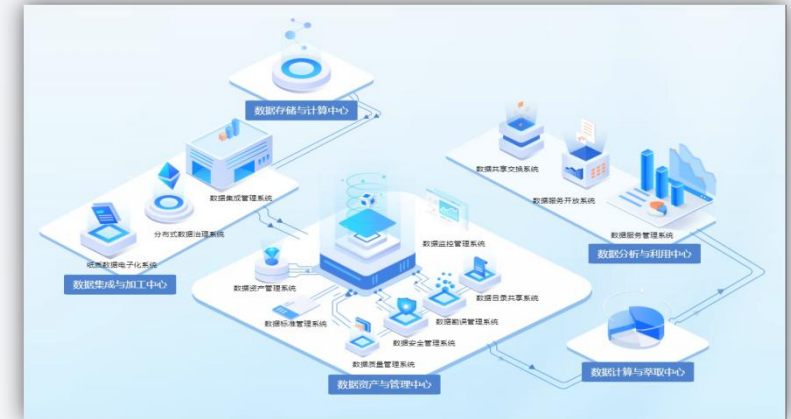 数据存储与计算中心
数据共享交换系统
数据集成管理系统
数据服务开放系统
分布式数据治理系统
数据服务管理系统
数据监控管理系统
数据分析与利用中心
纸质数据电子化系统
数据集成与加工中心
数据资产管理系统
数据目录共享系统
数据标准管理系统
数据勘误管理系统
数据安全管理系统
数据质量管理系统
数据计算与萃取中心
数据资产与管理中心